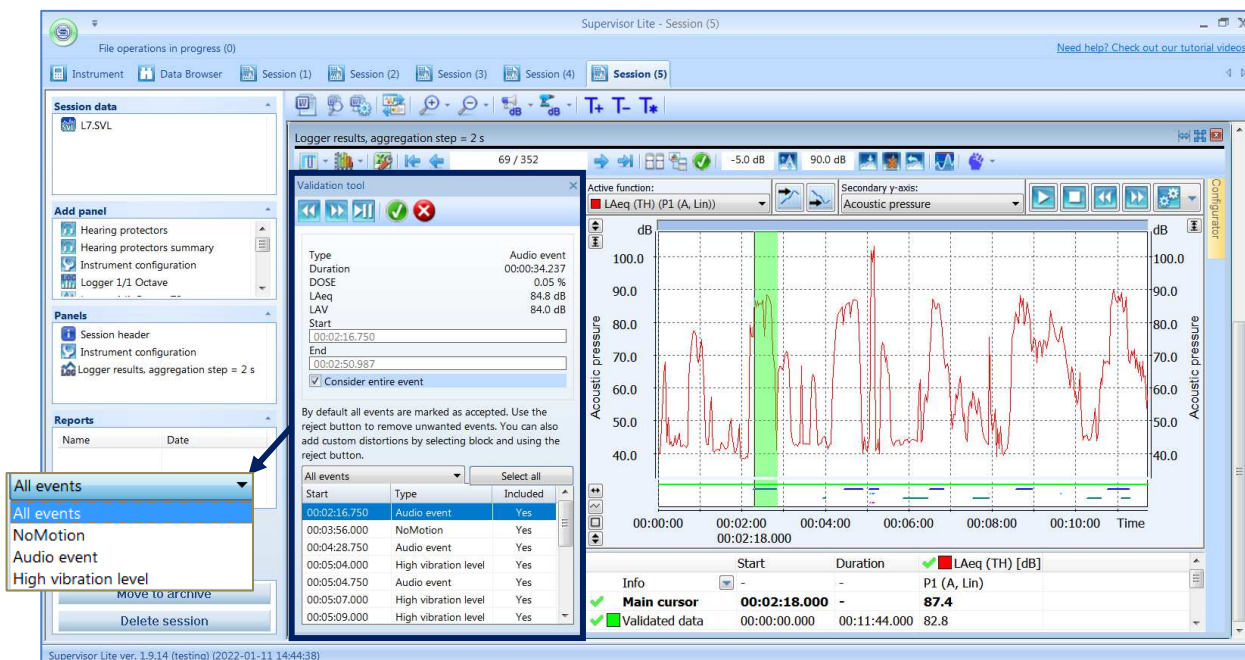 Supervisor Lite - Session (5)
File operations in progress (0)
Need help? Check out our tutorial videos
Instrument
Data Browser
Session (1)
Session (2)
Session (3)
Session (4)
Session (5)
Session data
L7.SVL
Add panel
Hearing protectors
Hearing protectors summary
Instrument configuration
Logger 1/1 Octave
Panels
Session header
Instrument configuration
Logger results, aggregation step = 2 s
Reports
Name Date
Move to archive
Delete session
All events
All events
NoMotion
Audio event
High vibration level
dB
dB
T+ T- T*
Logger results, aggregation step = 2 s
69 / 352
-5.0 dB
90.0 dB
Validation tool
Type Audio event
Duration 00:00:34.237
DOSE 0.05 %
LAeq 84.8 dB
LAV 84.0 dB
Start
00:02:16.750
End
00:02:50.987
Consider entire event
By default all events are marked as accepted. Use the
reject button to remove unwanted events. You can also
add custom distortions by selecting block and using the
reject button.
All events
Select all
Start Type Included
00:02:16.750 Audio event Yes
00:03:56.000 NoMotion Yes
00:04:28.750 Audio event Yes
00:05:04.000 High vibration level Yes
00:05:04.750 Audio event Yes
00:05:07.000 High vibration level Yes
00:05:09.000 High vibration level Yes
Active function:
LAeq (TH) (P1 (A, Lin))
Secondary y-axis:
Acoustic pressure
Configurator
dB
100.0
90.0
80.0
70.0
60.0
50.0
40.0
Acoustic pressure
dB
100.0
90.0
80.0
70.0
60.0
50.0
40.0
Acoustic pressure
00:00:00 00:02:00 00:04:00 00:06:00 00:08:00 00:10:00 Time
00:02:18.000
Start Duration LAeq (TH) [dB]
Info - - P1 (A, Lin)
Main cursor 00:02:18.000 - 87.4
Validated data 00:00:00.000 00:11:44.000 82.8
Supervisor Lite ver. 1.9.14 (testing) (2022-01-11 14:44:38)